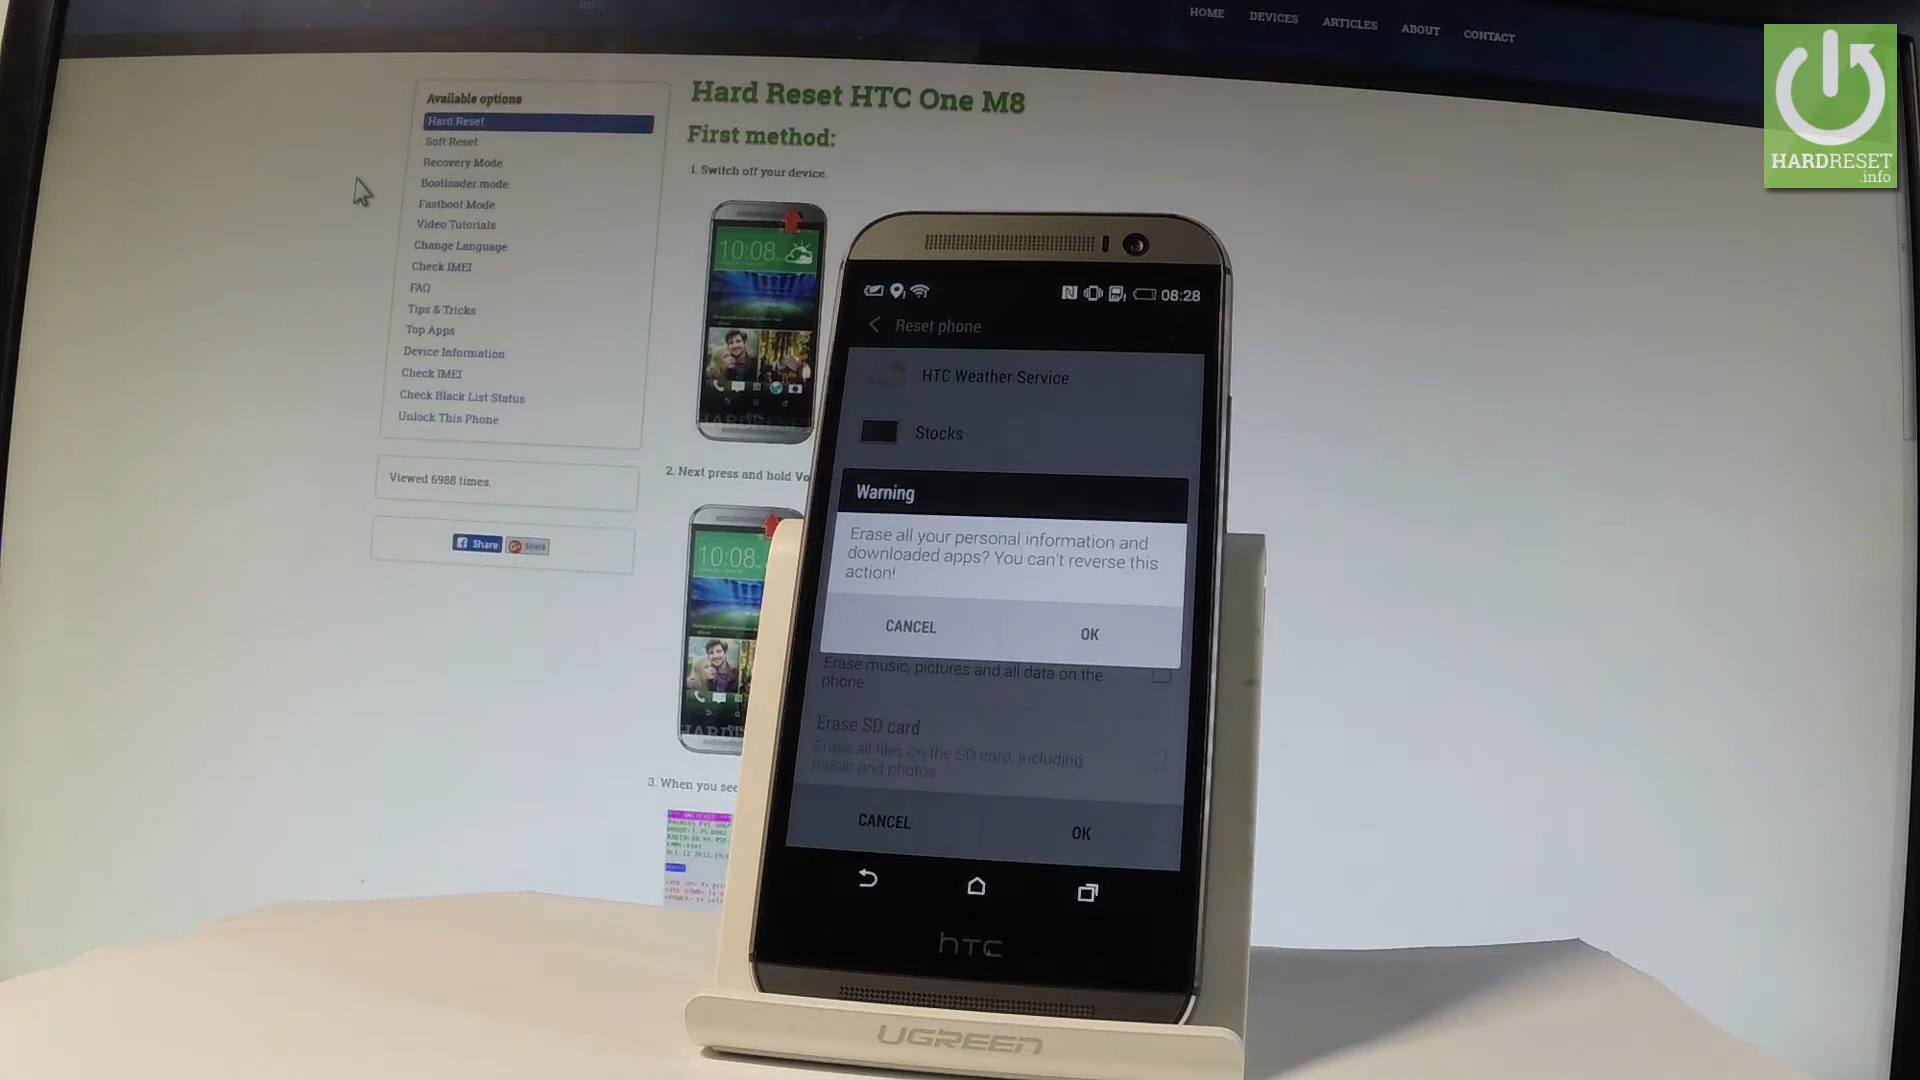 HOME
DEVICES
ARTICLES
ABOUT
CONTACT
HARDRESET
.info
Available options
Hard Reset
Soft Reset
Recovery Mode
Bootloader mode
Fastboot Mode
Video Tutorials
Change Language
Check IMEI
FAQ
Tips & Tricks
Top Apps
Device Information
Check IMEI
Check Black List Status
Unlock This Phone
Viewed 6988 times.
Share
Share
Hard Reset HTC One M8
First method:
1. Switch off your device.
10:08
2. Next press and hold Vo
10:08
3. When you see
08:28
Reset phone
HTC Weather Service
Stocks
Warning
Erase all your personal information and
downloaded apps? You can't reverse this
action!
CANCEL
OK
Erase music, pictures and all data on the
phone
Erase SD card
Erase all files on the SD card, including
music and photos
CANCEL
OK
hTC
UGREEN